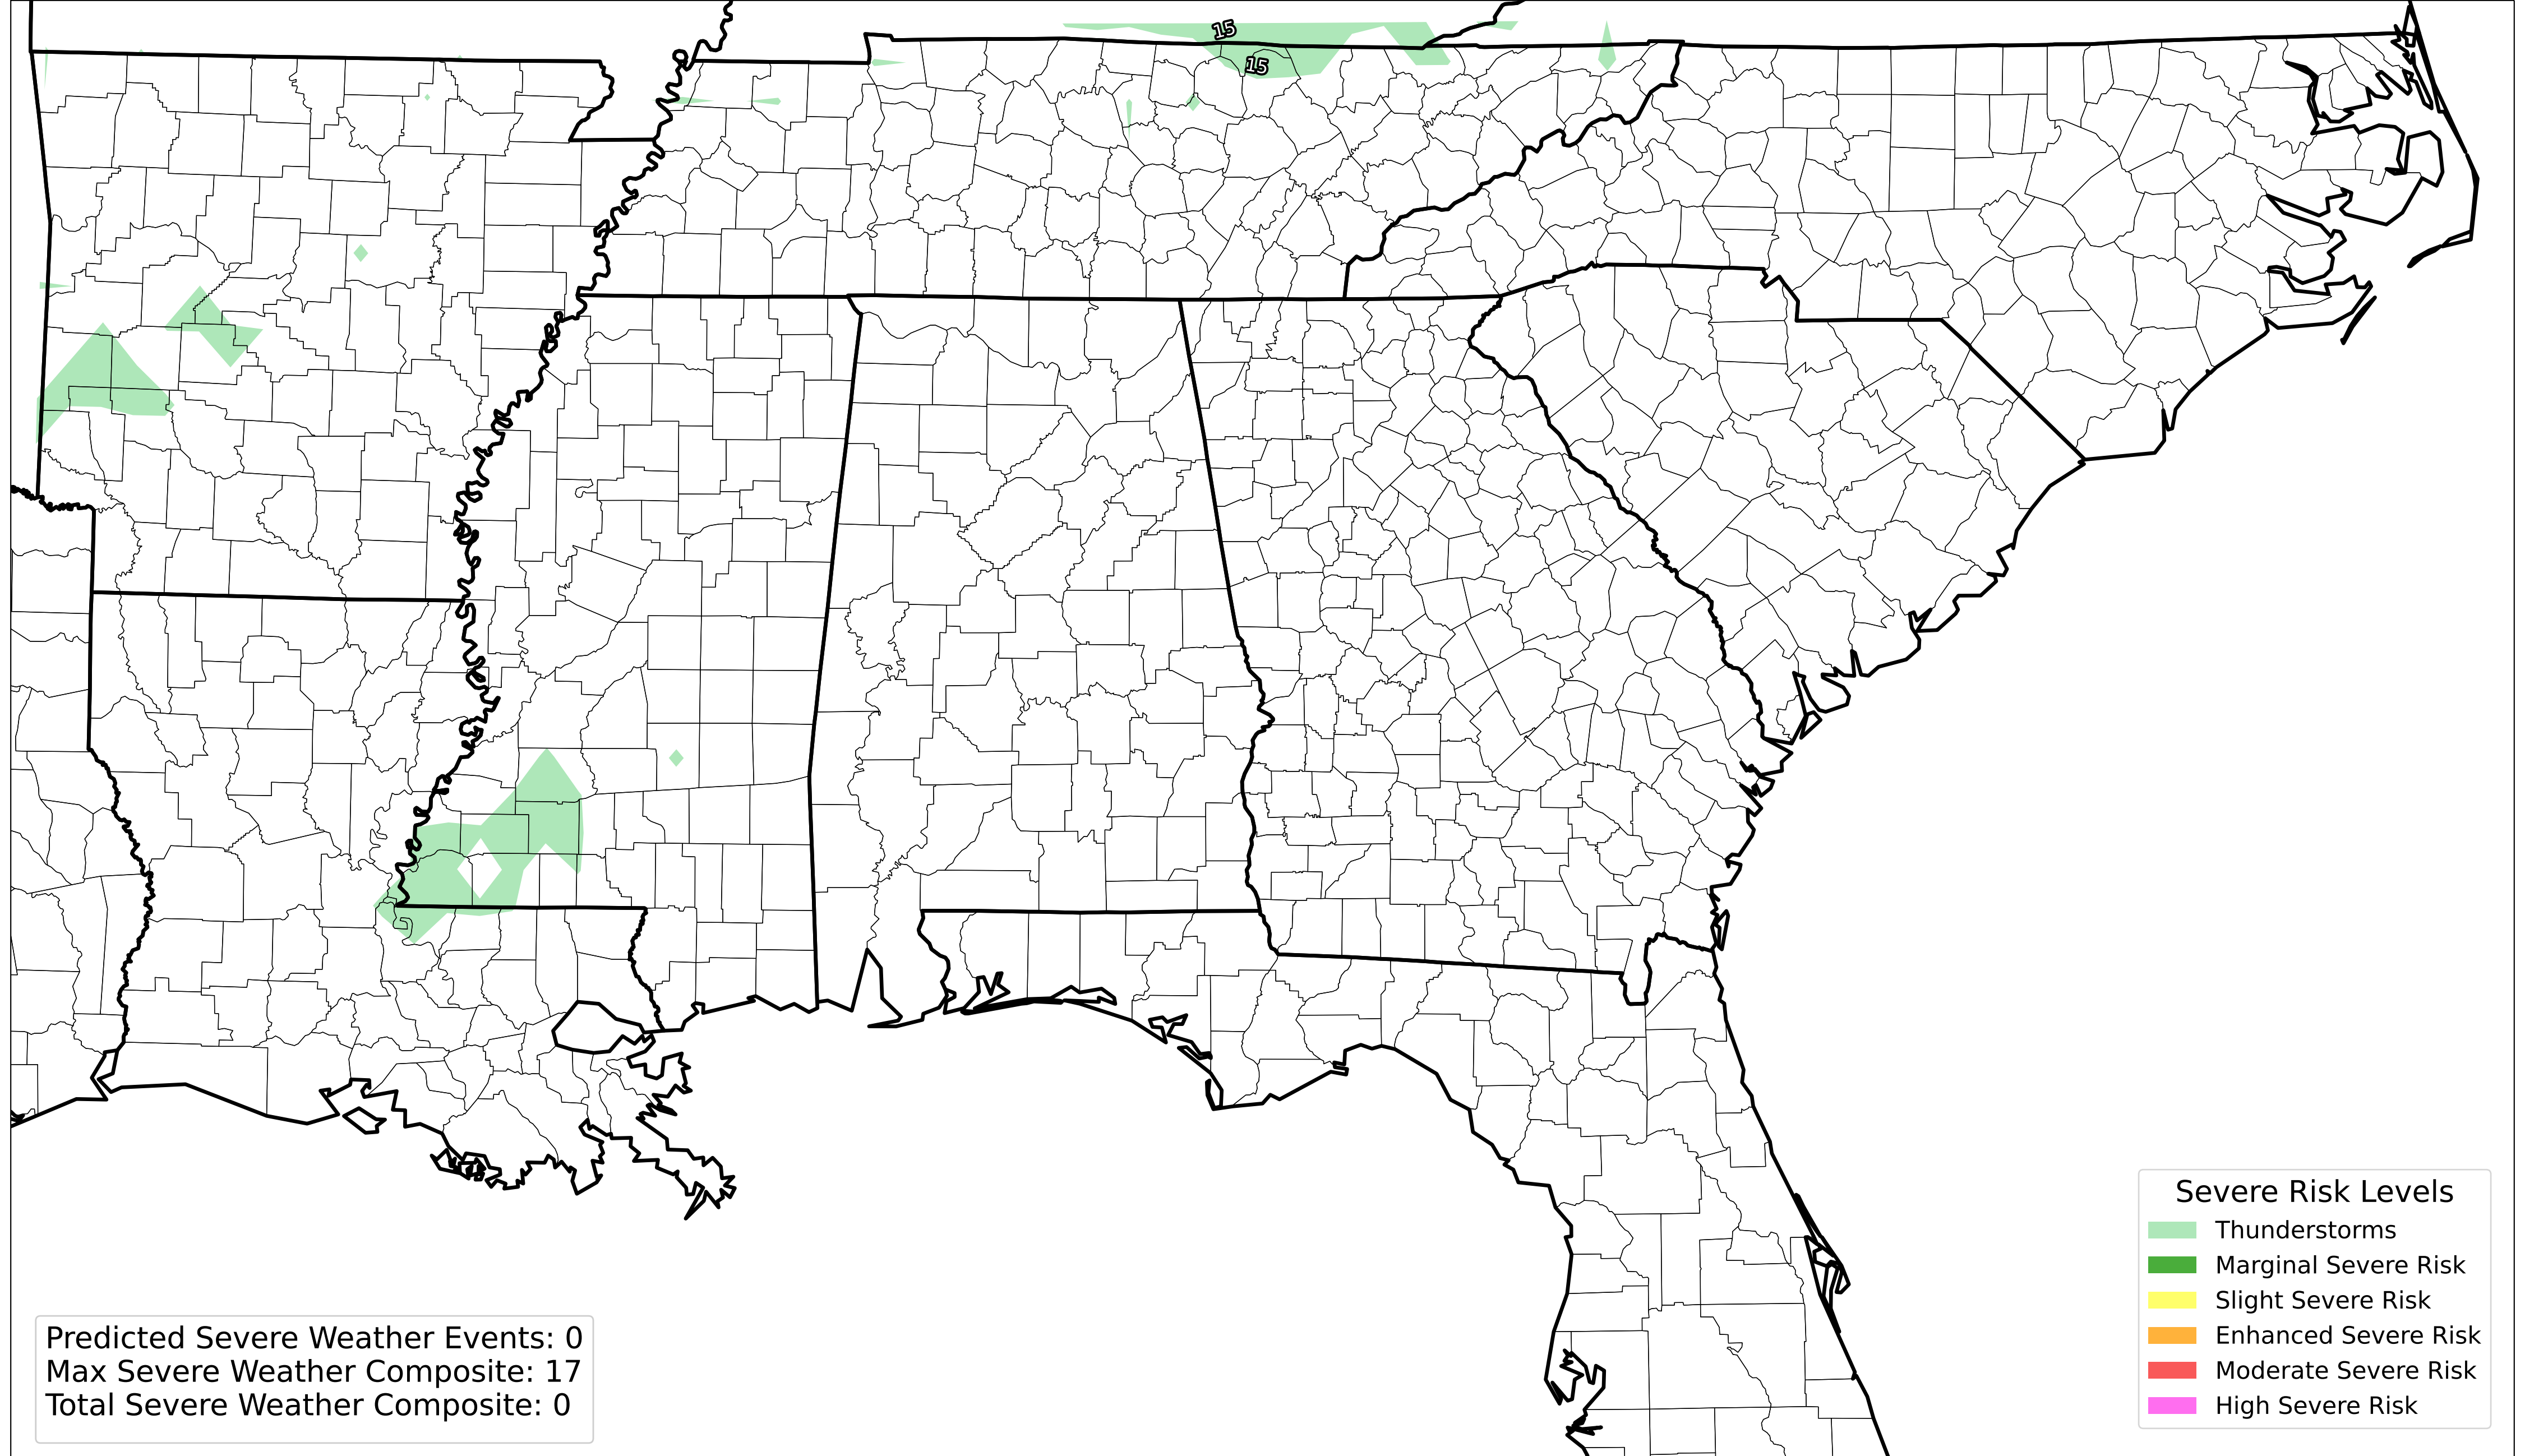 15
15
Severe Risk Levels
Thunderstorms
Marginal Severe Risk
Slight Severe Risk
Enhanced Severe Risk
Moderate Severe Risk
High Severe Risk
Predicted Severe Weather Events: 0
Max Severe Weather Composite: 17
Total Severe Weather Composite: 0